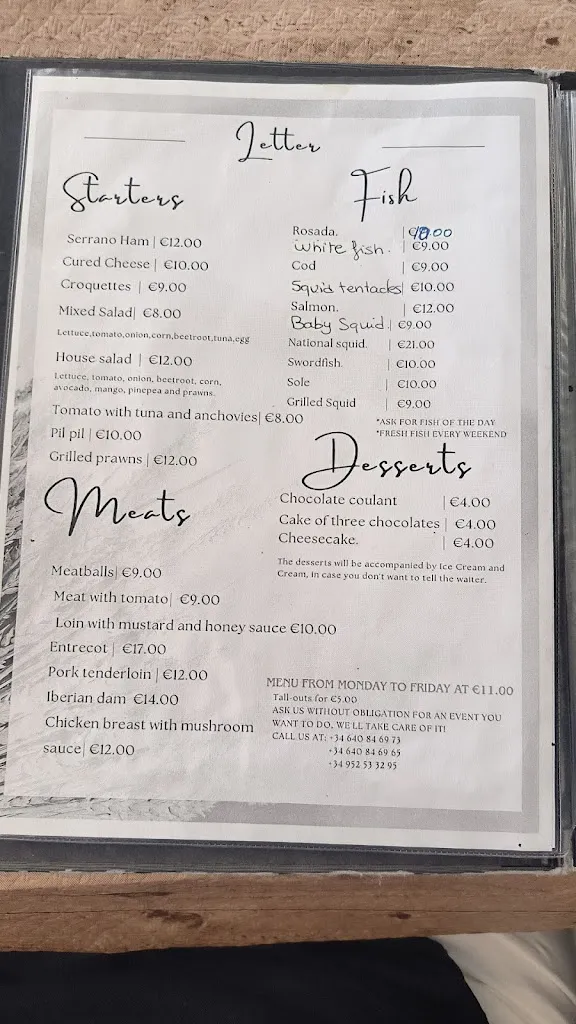 Letter
Starters
Serrano Ham | €12.00
Cured Cheese | €10.00
Croquettes | €9.00
Mixed Salad| €8.00
Lettuce,tomato,onion,corn,beetroot,tuna,egg
House salad | €12.00
Lettuce, tomato, onion, beetroot, corn,
avocado, mango, pinepea and prawns.
Tomato with tuna and anchovies| €8.00
Pil pil | €10.00
Grilled prawns | €12.00
Meats
Meatballs| €9.00
Meat with tomato| €9.00
Loin with mustard and honey sauce €10.00
Entrecot | €17.00
Pork tenderloin | €12.00
Iberian dam €14.00
Chicken breast with mushroom
sauce| €12.00
Fish
Rosada. | €10.00
White fish. | €9.00
Cod | €9.00
Squid tentacles| €10.00
Salmon. | €12.00
Baby Squid.| €9.00
National squid. | €21.00
Swordfish. | €10.00
Sole | €10.00
Grilled Squid | €9.00
*ASK FOR FISH OF THE DAY
*FRESH FISH EVERY WEEKEND
Desserts
Chocolate coulant | €4.00
Cake of three chocolates | €4.00
Cheesecake. | €4.00
The desserts will be accompanied by Ice Cream and
Cream, in case you don't want to tell the waiter.
MENU FROM MONDAY TO FRIDAY AT €11.00
Tall-outs for €5.00
ASK US WITHOUT OBLIGATION FOR AN EVENT YOU
WANT TO DO, WE'LL TAKE CARE OF IT!
CALL US AT: +34 640 84 69 73
+34 640 84 69 65
+34 952 53 32 95